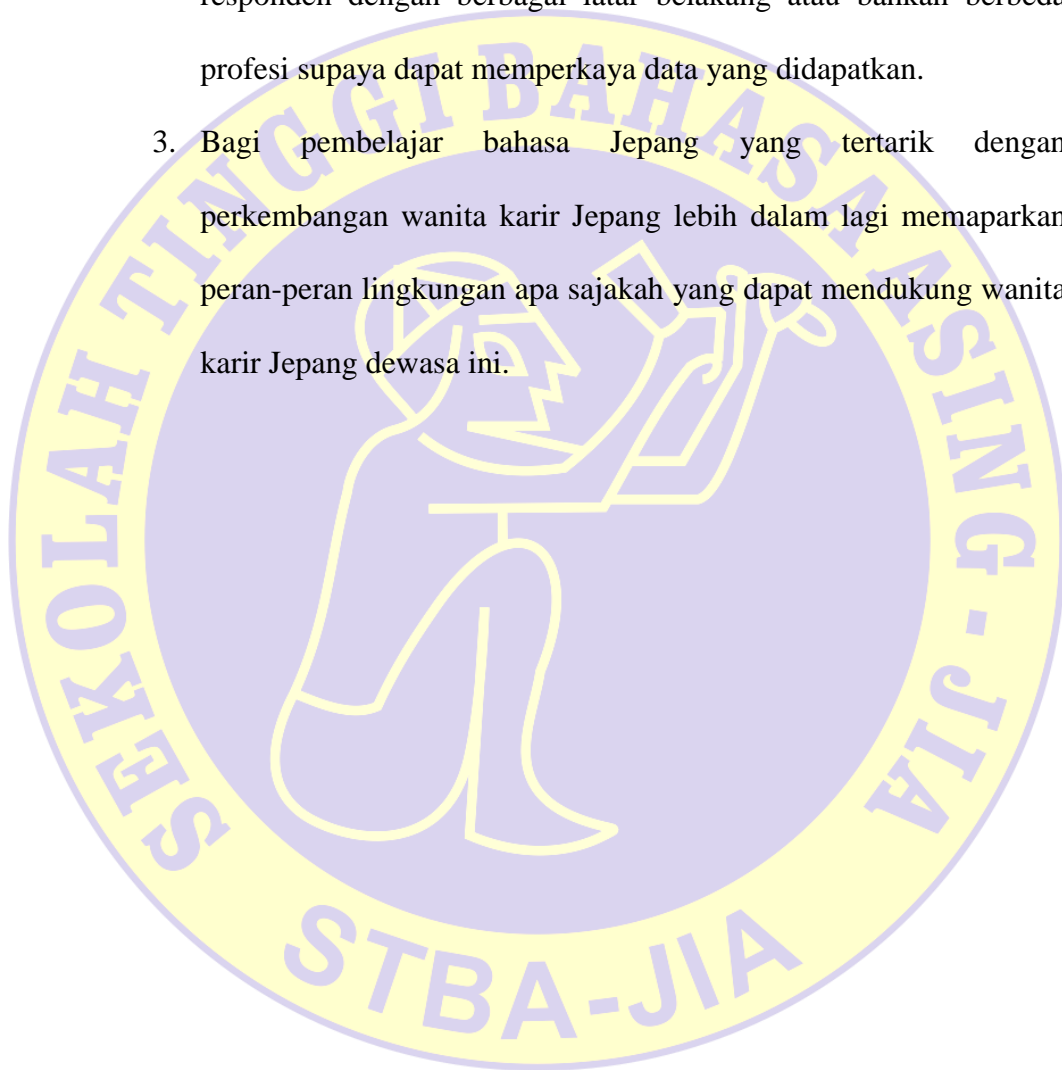 responden dengan berbagai latar belakang atau bahkan berbeda
profesi supaya dapat memperkaya data yang didapatkan.
3. Bagi pembelajar bahasa Jepang yang tertarik dengan
perkembangan wanita karir Jepang lebih dalam lagi memaparkan
peran-peran lingkungan apa sajakah yang dapat mendukung wanita
karir Jepang dewasa ini.
SEKOLAH TINGGI BAHASA ASING - JIA
STBA-JIA